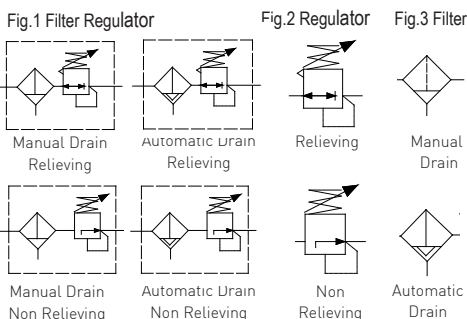 Fig.1 Filter Regulator
Fig.2 Regulator
Fig.3 Filter
Manual Drain
Relieving
Automatic Drain
Relieving
Relieving
Manual
Drain
Manual Drain
Non Relieving
Automatic Drain
Non Relieving
Non
Relieving
Automatic
Drain